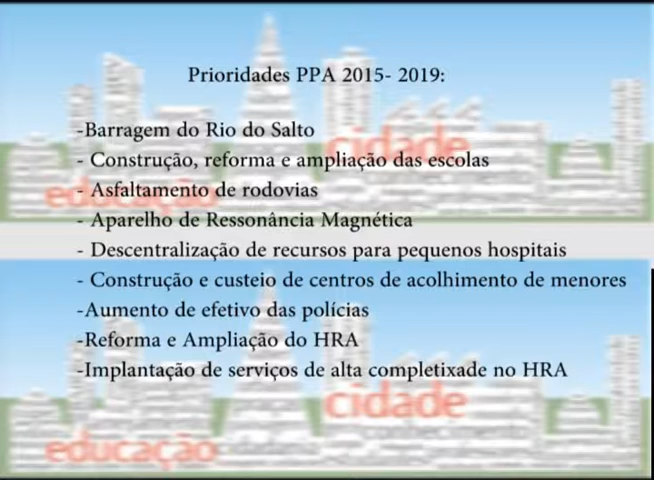 Prioridades PPA 2015- 2019:
-Barragem do Rio do Salto
- Construção, reforma e ampliação das escolas
- Asfaltamento de rodovias
- Aparelho de Ressonância Magnética
- Descentralização de recursos para pequenos hospitais
- Construção e custeio de centros de acolhimento de menores
-Aumento de efetivo das polícias
-Reforma e Ampliação do HRA
-Implantação de serviços de alta completixade no HRA
cidade
educação
cidade
educação